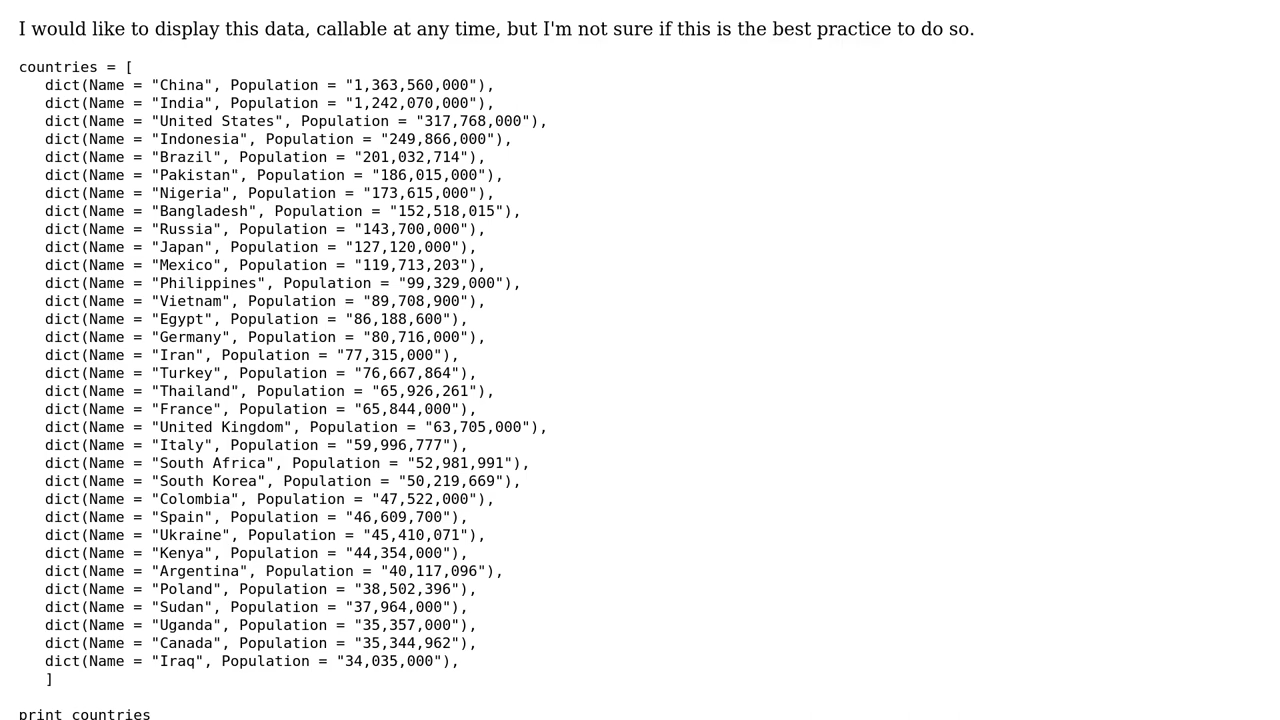 I would like to display this data, callable at any time, but I'm not sure if this is the best practice to do so.
countries = [
   dict(Name = "China", Population = "1,363,560,000"),
   dict(Name = "India", Population = "1,242,070,000"),
   dict(Name = "United States", Population = "317,768,000"),
   dict(Name = "Indonesia", Population = "249,866,000"),
   dict(Name = "Brazil", Population = "201,032,714"),
   dict(Name = "Pakistan", Population = "186,015,000"),
   dict(Name = "Nigeria", Population = "173,615,000"),
   dict(Name = "Bangladesh", Population = "152,518,015"),
   dict(Name = "Russia", Population = "143,700,000"),
   dict(Name = "Japan", Population = "127,120,000"),
   dict(Name = "Mexico", Population = "119,713,203"),
   dict(Name = "Philippines", Population = "99,329,000"),
   dict(Name = "Vietnam", Population = "89,708,900"),
   dict(Name = "Egypt", Population = "86,188,600"),
   dict(Name = "Germany", Population = "80,716,000"),
   dict(Name = "Iran", Population = "77,315,000"),
   dict(Name = "Turkey", Population = "76,667,864"),
   dict(Name = "Thailand", Population = "65,926,261"),
   dict(Name = "France", Population = "65,844,000"),
   dict(Name = "United Kingdom", Population = "63,705,000"),
   dict(Name = "Italy", Population = "59,996,777"),
   dict(Name = "South Africa", Population = "52,981,991"),
   dict(Name = "South Korea", Population = "50,219,669"),
   dict(Name = "Colombia", Population = "47,522,000"),
   dict(Name = "Spain", Population = "46,609,700"),
   dict(Name = "Ukraine", Population = "45,410,071"),
   dict(Name = "Kenya", Population = "44,354,000"),
   dict(Name = "Argentina", Population = "40,117,096"),
   dict(Name = "Poland", Population = "38,502,396"),
   dict(Name = "Sudan", Population = "37,964,000"),
   dict(Name = "Uganda", Population = "35,357,000"),
   dict(Name = "Canada", Population = "35,344,962"),
   dict(Name = "Iraq", Population = "34,035,000"),
   ]
print countries